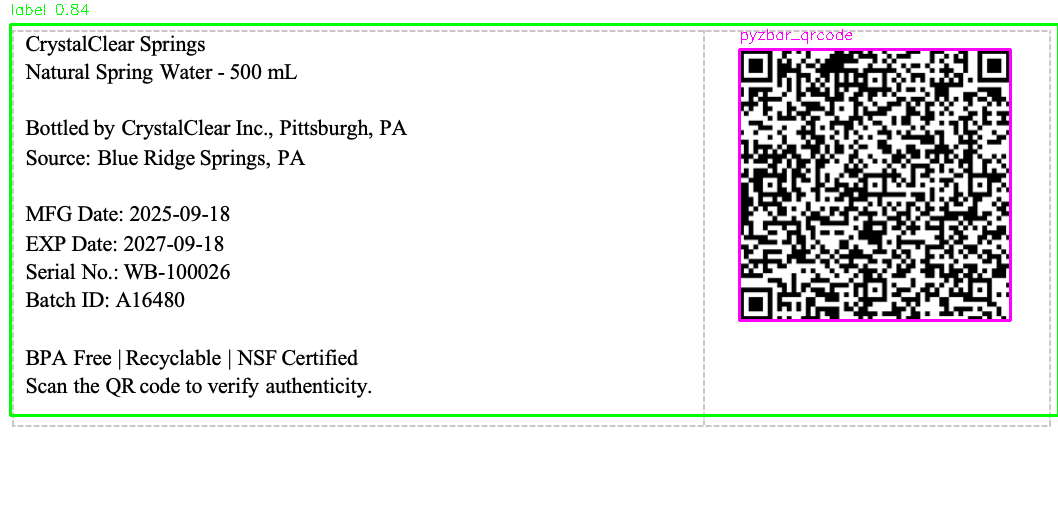 label 0.84
CrystalClear Springs
Natural Spring Water - 500 mL
Bottled by CrystalClear Inc., Pittsburgh, PA
Source: Blue Ridge Springs, PA
MFG Date: 2025-09-18
EXP Date: 2027-09-18
Serial No.: WB-100026
Batch ID: A16480
BPA Free | Recyclable | NSF Certified
Scan the QR code to verify authenticity.
pyzbar_qrcode